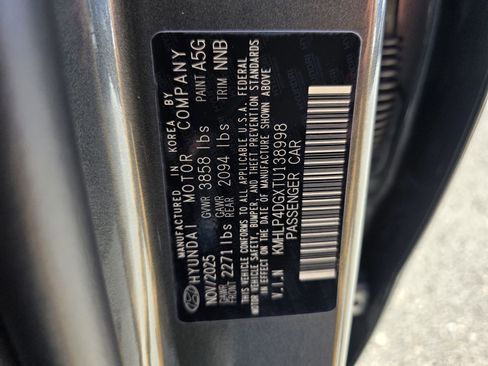 MANUFACTURED IN KOREA BY
HYUNDAI MOTOR COMPANY
NOV/2025 GVWR 3858 lbs PAINT A5G
GAWR FRONT 2271 lbs GAWR REAR 2094 lbs TRIM NNB
THIS VEHICLE CONFORMS TO ALL APPLICABLE U.S.A. FEDERAL
MOTOR VEHICLE SAFETY, BUMPER, AND THEFT PREVENTION STANDARDS
IN EFFECT ON THE DATE OF MANUFACTURE SHOWN ABOVE
V.I.N KMHLP4DGXTU138998
PASSENGER CAR